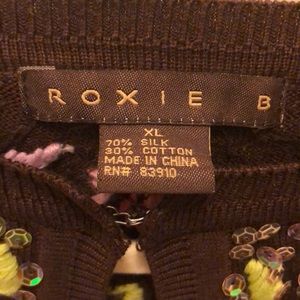 ROXIE B
XL
70% SILK
30% COTTON
MADE IN CHINA
RN# 83910